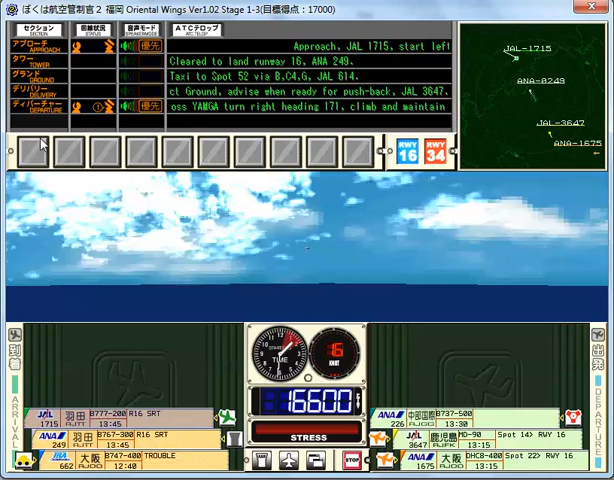 ぼくは航空管制官2 福岡 Oriental Wings Ver1.02 Stage 1-3(目標得点：17000)
セクション SECTION 回線状況 STATUS 音声モード SPEAKERMODE ATCテロップ ATC TELOP
アプローチ APPROACH 優先 Approach, JAL 1715, start left
タワー TOWER Cleared to land runway 16, ANA 249.
グランド GROUND Taxi to Spot 52 via B,C4,G, JAL 614.
デリバリー DELIVERY ct Ground, advise when ready for push-back, JAL 3647.
ディパーチャー DEPARTURE 優先 oss YAMGA turn right heading 171, climb and maintain
RWY 16
RWY 34
JAL-1715
ANA-0249
JAL-3647
ANA-1675
到着 ARRIVAL
JAL 1715 羽田 RJTT B777-200 R16 SRT 13:45
ANA 249 羽田 RJTT B767-300 R16 SRT 13:45
662 大阪 RJOO B747-400 TROUBLE 12:40
START
TIME
16
KNOT
16600
STRESS
STOP
出発 DEPARTURE
ANA 226 中部国際 RJGG B737-500 13:30
JAL 3647 鹿児島 RJFK MD-90 Spot 14> RWY 16 13:15
ANA 1675 大阪 RJOO DHC8-400 Spot 22> RWY 16 13:15